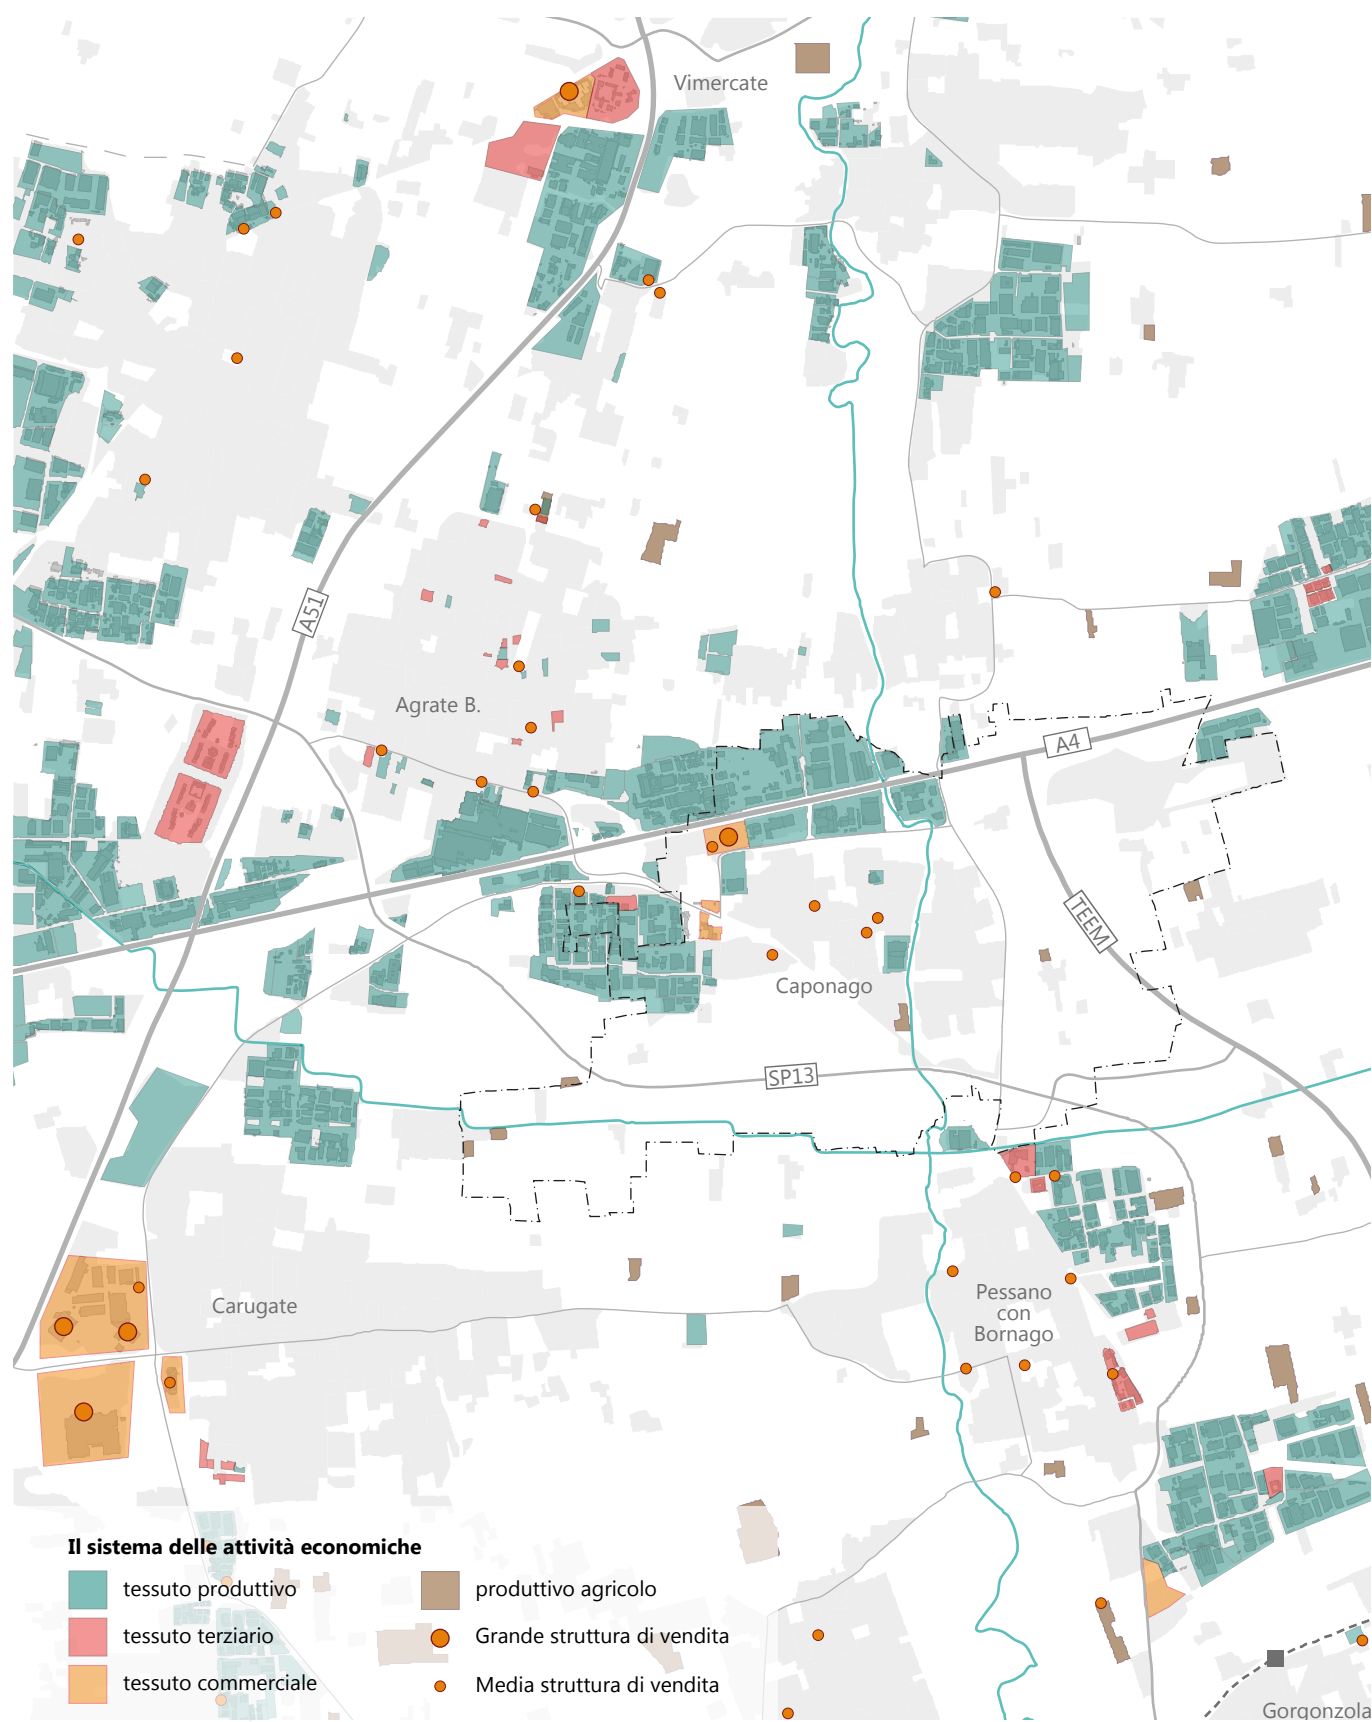 Vimercate
A51
Agrate B.
A4
TEEM
Caponago
SP13
Carugate
Pessano
con
Bornago
Il sistema delle attività economiche
tessuto produttivo
produttivo agricolo
tessuto terziario
Grande struttura di vendita
tessuto commerciale
Media struttura di vendita
Gorgonzola